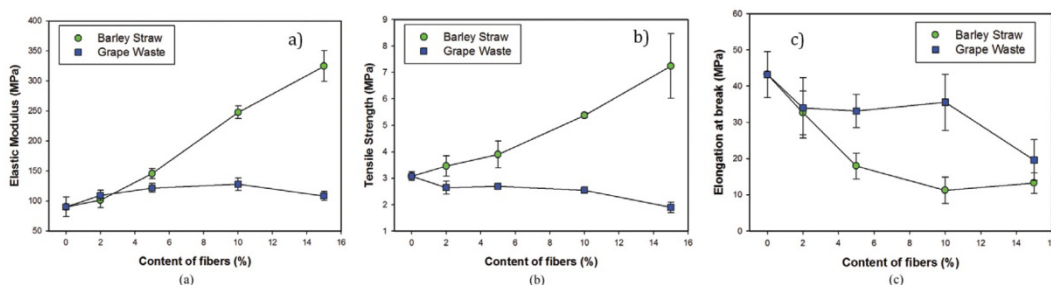 a)
Barley Straw
Grape Waste
Elastic Modulus (MPa)
400
350
300
250
200
150
100
50
0 2 4 6 8 10 12 14 16
Content of fibers (%)
(a)
b)
Barley Straw
Grape Waste
Tensile Strength (MPa)
9
8
7
6
5
4
3
2
1
0 2 4 6 8 10 12 14 16
Content of fibers (%)
(b)
c)
Barley Straw
Grape Waste
Elongation at break (MPa)
60
50
40
30
20
10
0
0 2 4 6 8 10 12 14 16
Content of fibers (%)
(c)